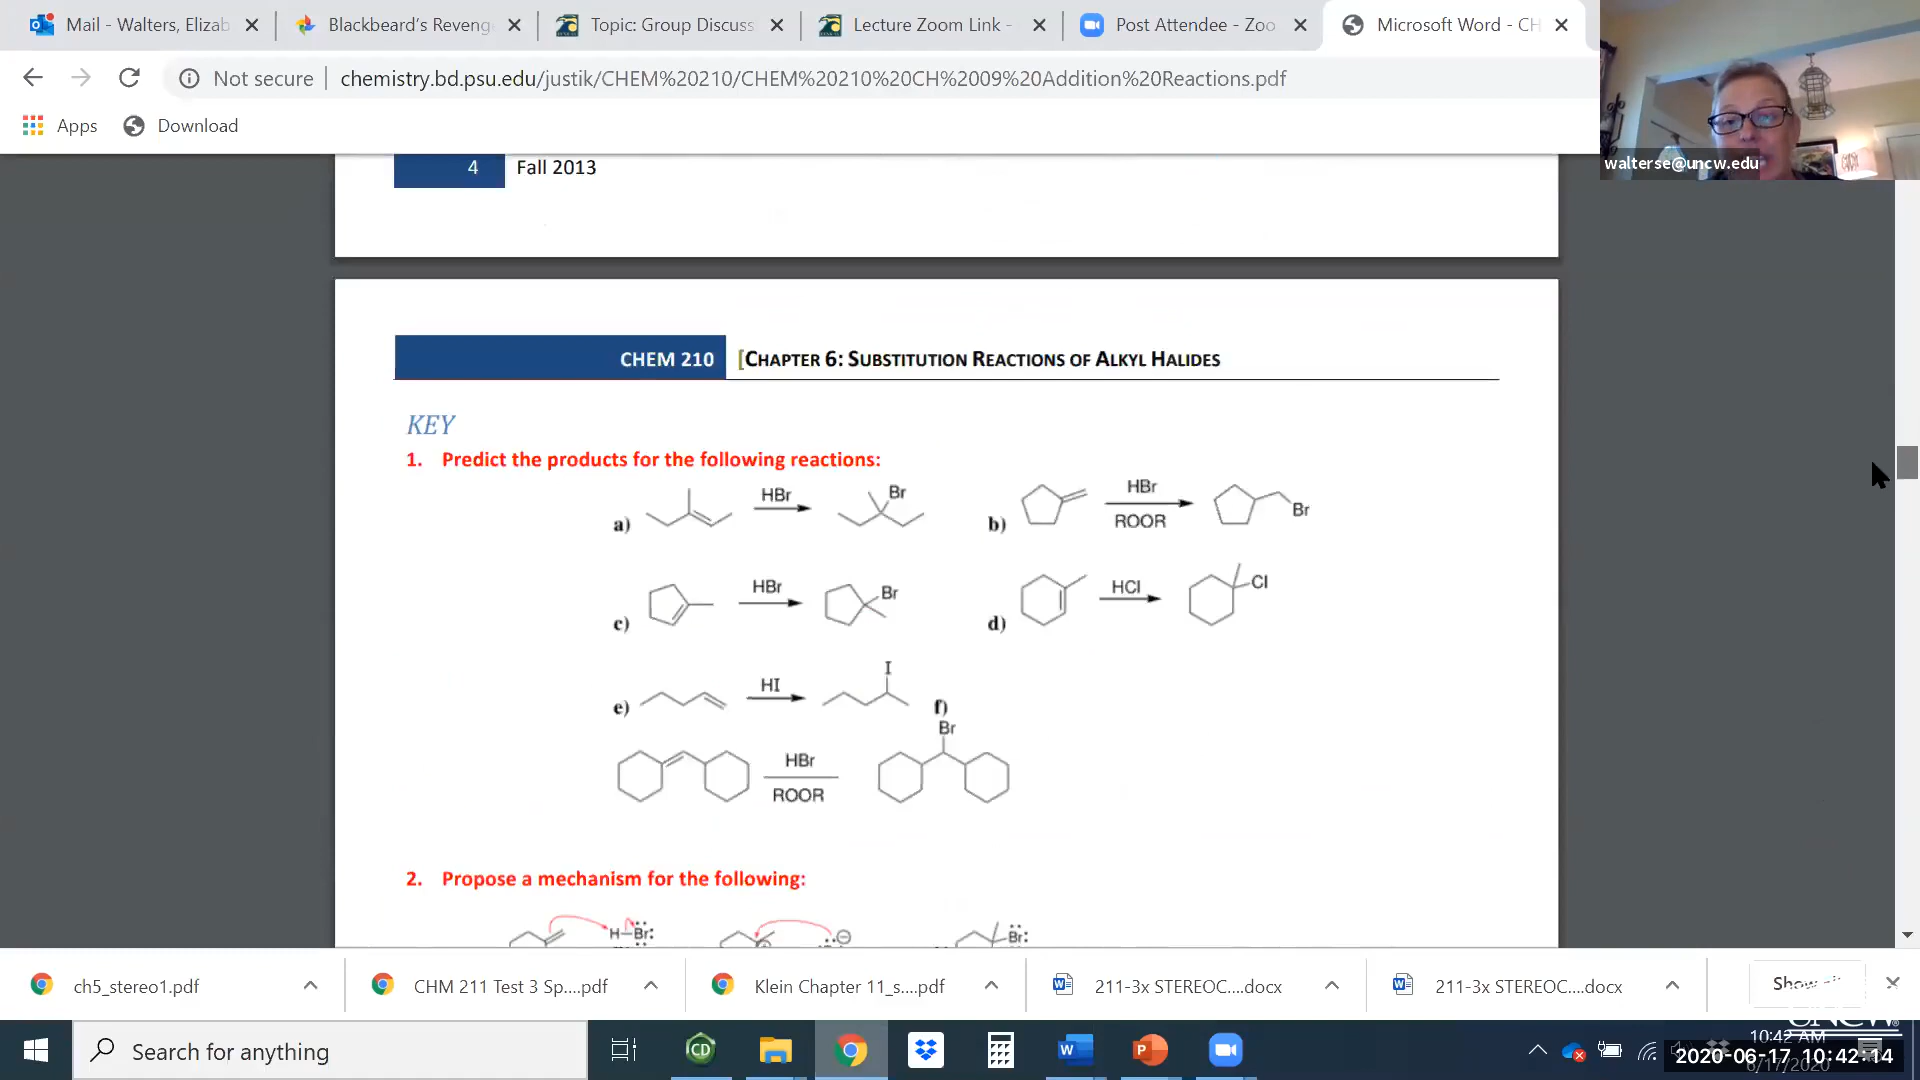 Mail - Walters, Elizab
Blackbeard's Reveng
Topic: Group Discuss
Lecture Zoom Link -
Post Attendee - Zoo
Microsoft Word - CH
Not secure
chemistry.bd.psu.edu/justik/CHEM%20210/CHEM%20210%20CH%2009%20Addition%20Reactions.pdf
Apps
Download
walterse@uncw.edu
4 Fall 2013
CHEM 210 [CHAPTER 6: SUBSTITUTION REACTIONS OF ALKYL HALIDES
KEY
1. Predict the products for the following reactions:
a) HBr Br
b) HBr ROOR Br
c) HBr Br
d) HCl Cl
e) HI I
f)
HBr ROOR Br
2. Propose a mechanism for the following:
H-Br: Br:
ch5_stereo1.pdf
CHM 211 Test 3 Sp....pdf
Klein Chapter 11_s....pdf
211-3x STEREOC....docx
211-3x STEREOC....docx
Search for anything
10:42 AM
2020-06-17 10:42:14
6/17/2020